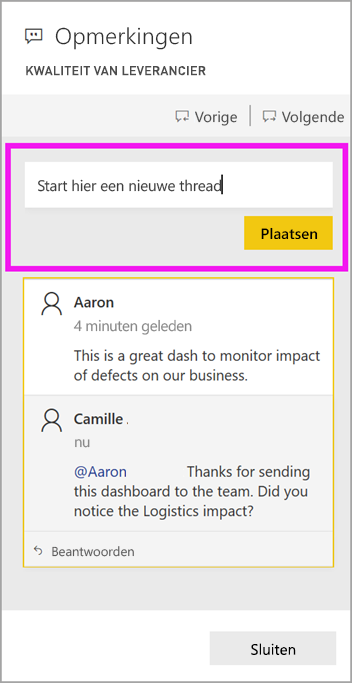 Opmerkingen
KWALITEIT VAN LEVERANCIER
Vorige Volgende
Start hier een nieuwe thread
Plaatsen
Aaron
4 minuten geleden
This is a great dash to monitor impact
of defects on our business.
Camille .
nu
@Aaron Thanks for sending
this dashboard to the team. Did you
notice the Logistics impact?
Beantwoorden
Sluiten